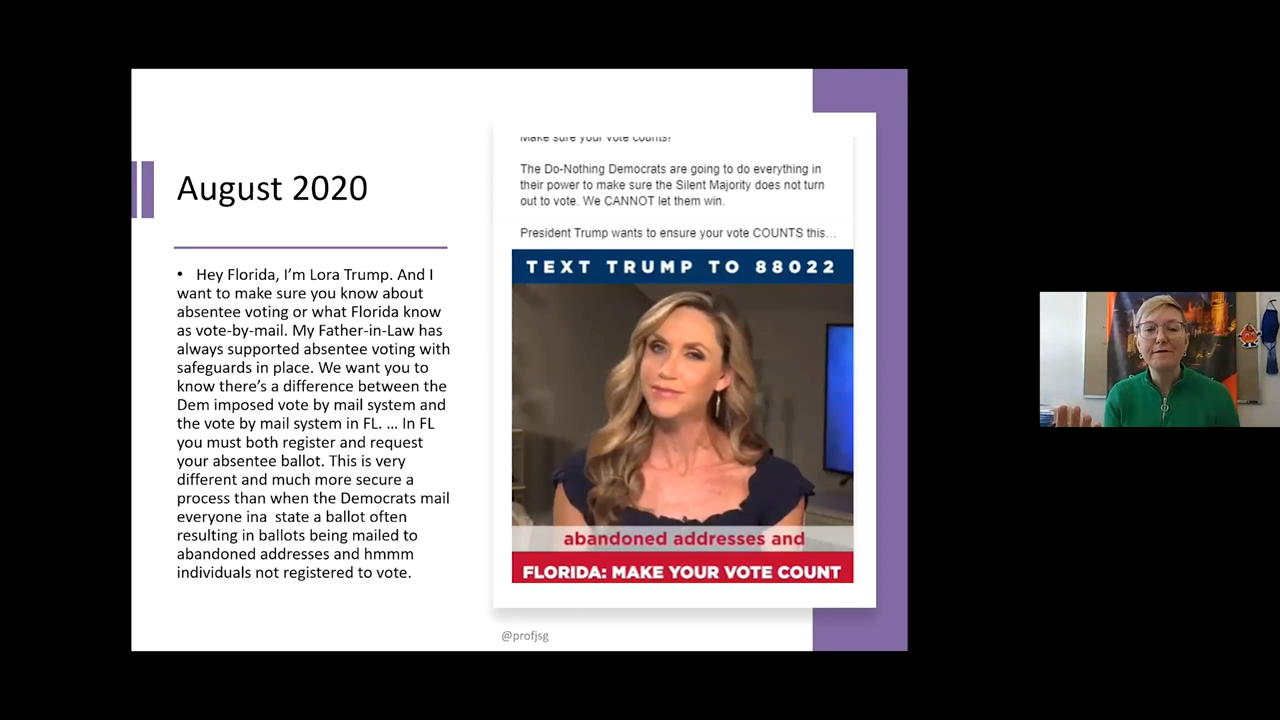 August 2020
• Hey Florida, I’m Lora Trump. And I
want to make sure you know about
absentee voting or what Florida know
as vote-by-mail. My Father-in-Law has
always supported absentee voting with
safeguards in place. We want you to
know there’s a difference between the
Dem imposed vote by mail system and
the vote by mail system in FL. ... In FL
you must both register and request
your absentee ballot. This is very
different and much more secure a
process than when the Democrats mail
everyone ina state a ballot often
resulting in ballots being mailed to
abandoned addresses and hmmm
individuals not registered to vote.
Make sure your vote counts!
The Do-Nothing Democrats are going to do everything in
their power to make sure the Silent Majority does not turn
out to vote. We CANNOT let them win.
President Trump wants to ensure your vote COUNTS this...
TEXT TRUMP TO 88022
abandoned addresses and
FLORIDA: MAKE YOUR VOTE COUNT
@profjsg